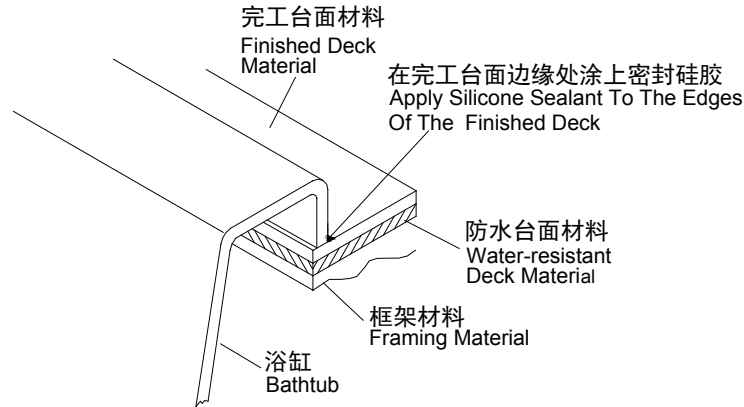 完工台面材料
Finished Deck
Material
在完工台面边缘处涂上密封硅胶
Apply Silicone Sealant To The Edges
Of The Finished Deck
防水台面材料
Water-resistant
Deck Material
框架材料
Framing Material
浴缸
Bathtub